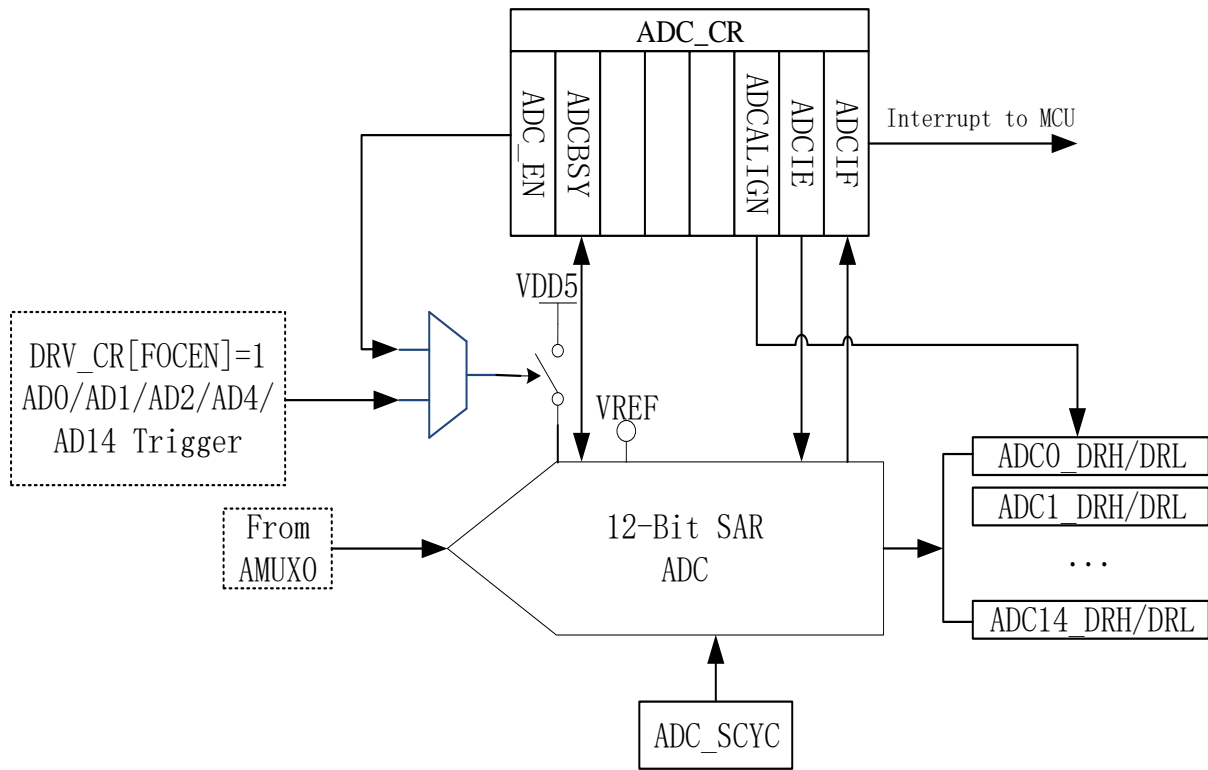 ADC_CR
ADC_EN
ADCBSY
ADCALIGN
ADCIE
ADCIF
Interrupt to MCU
VDD5
DRV_CR[FOCEN]=1
AD0/AD1/AD2/AD4/
AD14 Trigger
VREF
ADC0_DRH/DRL
ADC1_DRH/DRL
...
ADC14_DRH/DRL
From
AMUX0
12-Bit SAR
ADC
ADC_SCYC